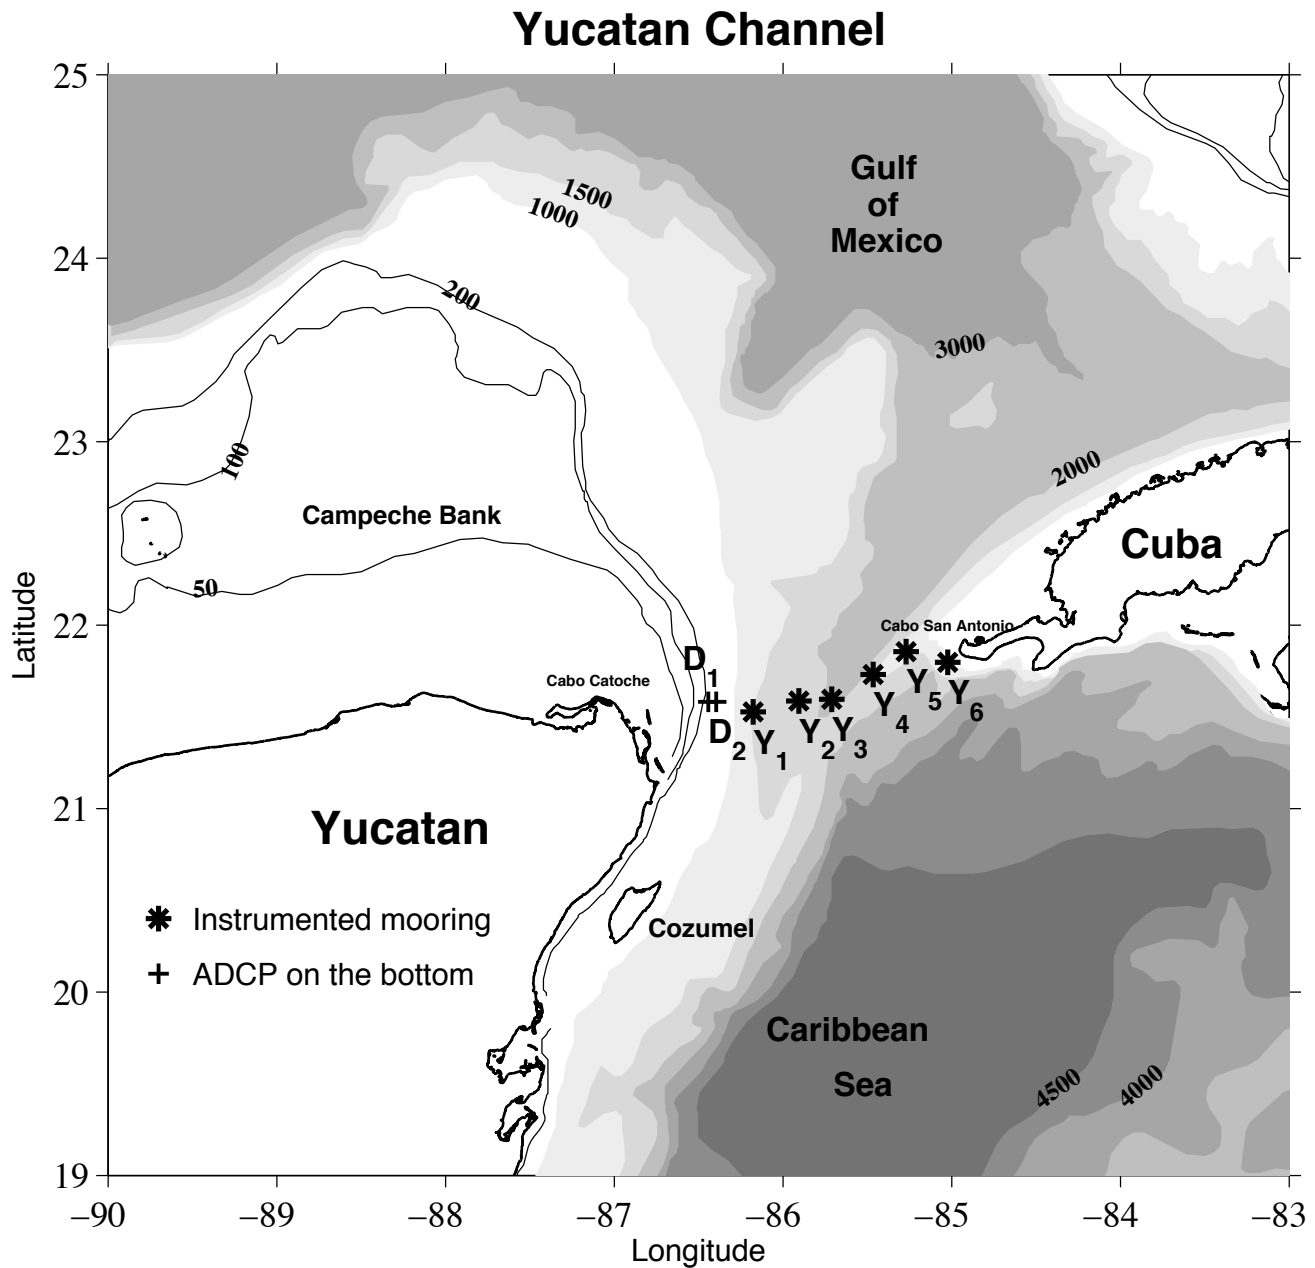 Yucatan Channel
25
24
23
22
21
20
19
Latitude
−90
−89
−88
−87
−86
−85
−84
−83
Longitude
Gulf
of
Mexico
1500
1000
200
3000
100
2000
Campeche Bank
Cuba
50
Cabo San Antonio
Cabo Catoche
D1
D2
Y1
Y2
Y3
Y4
Y5
Y6
Yucatan
Instrumented mooring
ADCP on the bottom
Cozumel
Caribbean
Sea
4500
4000